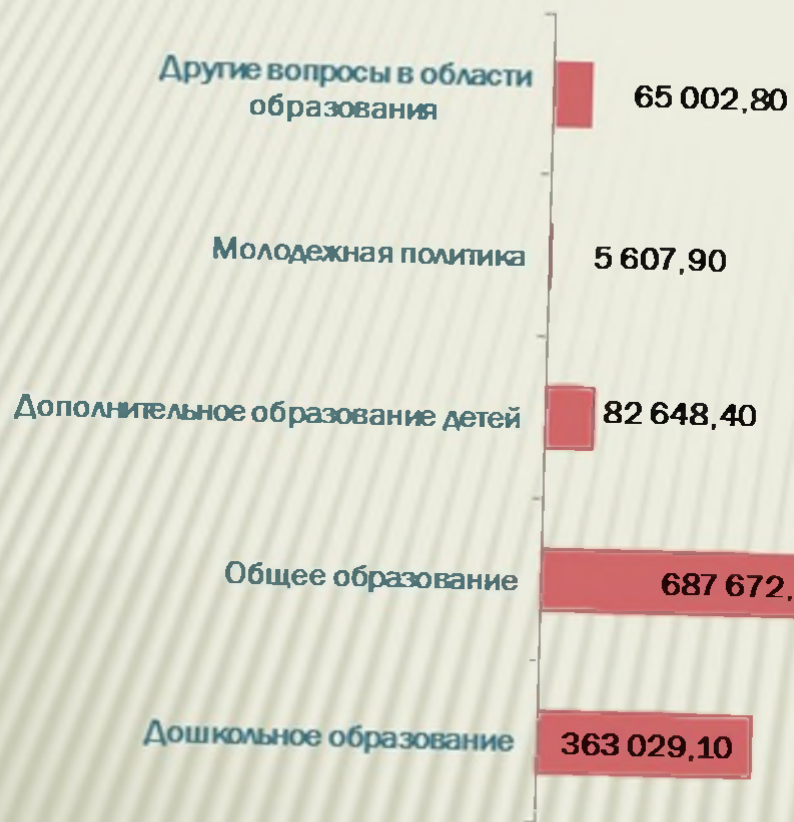 Другие вопросы в области
образования
65 002,80
Молодежная политика
5 607,90
Дополнительное образование детей
82 648,40
Общее образование
687 672,
Дошкольное образование
363 029,10